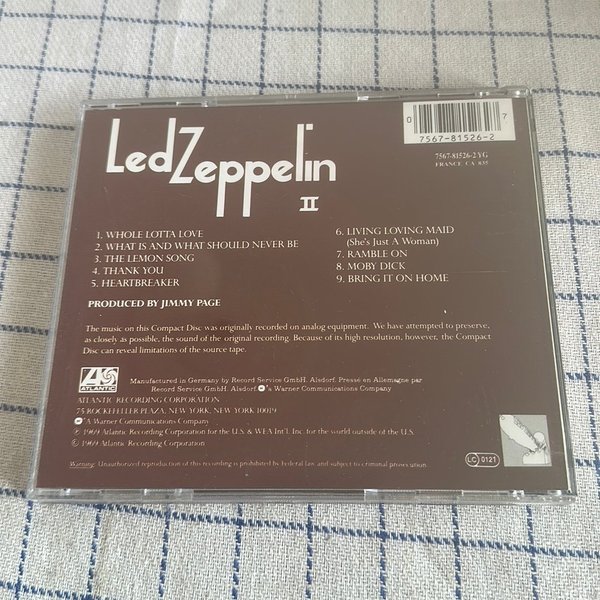 Led Zeppelin
II
0 7567-81526-2 7
7567-81526-2 YG
FRANCE CA 835
1. WHOLE LOTTA LOVE
2. WHAT IS AND WHAT SHOULD NEVER BE
3. THE LEMON SONG
4. THANK YOU
5. HEARTBREAKER
6. LIVING LOVING MAID
(She's Just A Woman)
7. RAMBLE ON
8. MOBY DICK
9. BRING IT ON HOME
PRODUCED BY JIMMY PAGE
The music on this Compact Disc was originally recorded on analog equipment. We have attempted to preserve,
as closely as possible, the sound of the original recording. Because of its high resolution, however, the Compact
Disc can reveal limitations of the source tape.
ATLANTIC
Manufactured in Germany by Record Service GmbH, Alsdorf. Pressé en Allemagne par
Record Service GmbH, Alsdorf. A Warner Communications Company
ATLANTIC RECORDING CORPORATION
75 ROCKEFELLER PLAZA, NEW YORK, NEW YORK 10019
A Warner Communications Company
℗ 1969 Atlantic Recording Corporation for the U.S. & WEA Int'l. Inc. for the world outside of the U.S.
© 1969 Atlantic Recording Corporation
LC 0121
Warning: Unauthorized reproduction of this recording is prohibited by Federal law and subject to criminal prosecution.